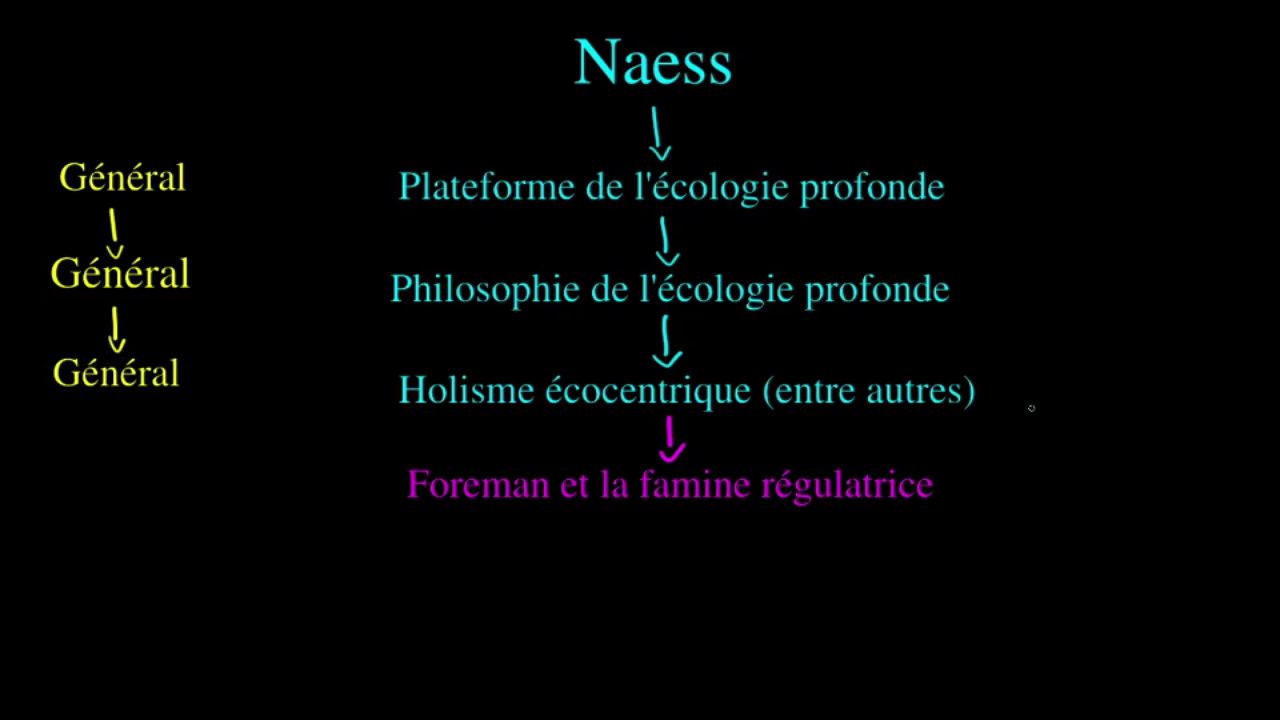 Naess
Général
Plateforme de l'écologie profonde
Général
Philosophie de l'écologie profonde
Général
Holisme écocentrique (entre autres)
Foreman et la famine régulatrice